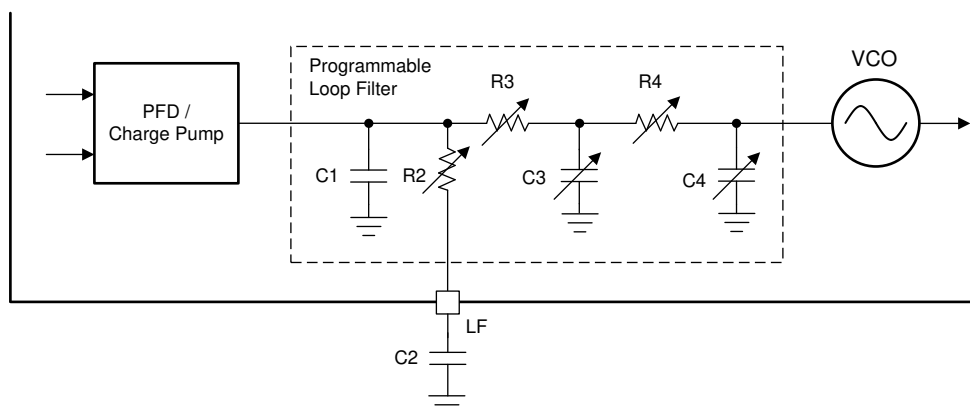 Programmable
Loop Filter
VCO
R3
R4
PFD /
Charge Pump
C1
R2
C3
C4
LF
C2